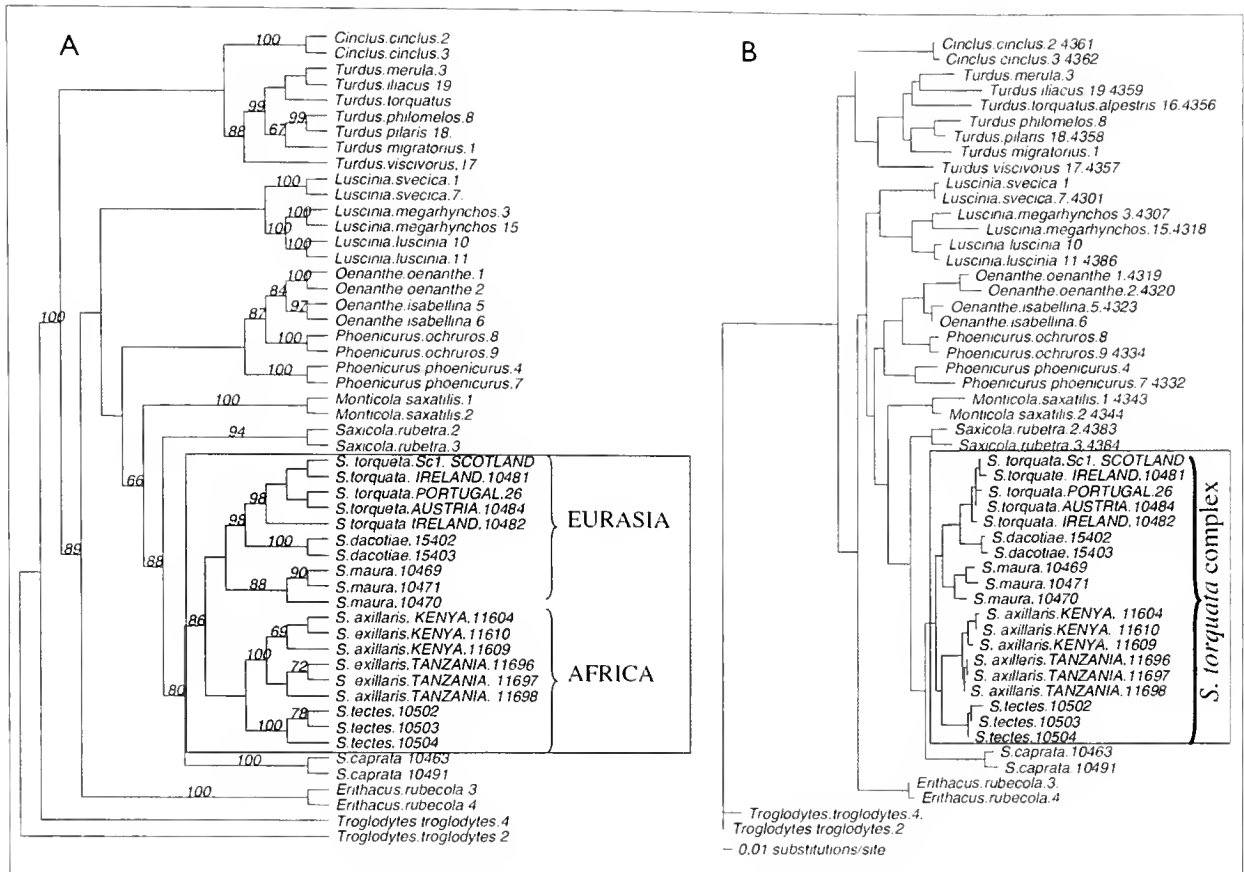 A
100
Cinclus.cinclus.2
Cinclus.cinclus.3
Turdus.merula.3
99
Turdus.iliacus 19
Turdus.torquatus
99
Turdus.philomelos.8
88
67
Turdus pilaris 18.
Turdus migratorius.1
Turdus.viscivorus.17
100
Luscinia.svecica.1
Luscinia.svecica.7.
100
Luscinia.megarhynchos.3
100
Luscinia.megarhynchos 15
100
Luscinia.luscinia 10
Luscinia.luscinia.11
100
Oenanthe.oenanthe.1
84
Oenanthe oenanthe 2
87
97
Oenanthe.isabellina 5
Oenanthe isabellina 6
100
Phoenicurus.ochruros.8
Phoenicurus.ochruros.9
100
Phoenicurus phoenicurus.4
Phoenicurus phoenicurus.7
100
100
Monticola saxatilis.1
Monticola.saxatilis.2
94
Saxicola.rubetra.2
Saxicola.rubetra.3
66
89
88
80
86
S. torqueta.Sc1. SCOTLAND
S.torquata. IRELAND.10481
98
S. torquata.PORTUGAL.26
S.torqueta.AUSTRIA.10484
98
S.torquata IRELAND.10482
EURASIA
100
S.dacotiae.15402
S.dacotiae.15403
90
S.maura.10469
88
S.maura.10471
S.maura.10470
69
S. axillaris. KENYA.11604
S. exilaris.KENYA.11610
100
S. axillaris.KENYA.11609
72
S. exillaris.TANZANIA.11696
S exillaris.TANZANIA.11697
AFRICA
S. axillaris.TANZANIA. 11698
78
S.tectes.10502
100
S.tectes.10503
S.tectes.10504
100
S.caprata 10463
S.caprata 10491
100
Erithacus.rubecola 3
Erithacus.rubecola 4
Troglodytes troglodytes.4
Troglodytes.troglodytes 2
B
Cinclus.cinclus.2 4361
Cinclus cinclus.3 4362
Turdus.merula.3
Turdus iliacus 19 4359
Turdus.torquatus.alpestris 16.4356
Turdus philomelos.8
Turdus.pilaris 18.4358
Turdus migratorius.1
Turdus viscivorus 17.4357
Luscinia.svecica 1
Luscinia.svecica 7.4301
Luscinia.megarhynchos 3.4307
Luscinia.megarhynchos.15.4318
Luscinia luscinia 10
Luscinia luscinia 11 4386
Oenanthe.oenanthe 1.4319
Oenanthe.oenanthe.2.4320
Oenanthe.isabellina.5.4323
Oenanthe.isabellina.6
Phoenicurus.ochruros.8
Phoenicurus.ochruros.9 4334
Phoenicurus phoenicurus.4
Phoenicurus phoenicurus.7 4332
Monticola.saxatilis.1 4343
Monticola saxatilis.2 4344
Saxicola rubetra.2.4383
Saxicola.rubetra.3.4384
S. torquata.Sc1. SCOTLAND
S.torquate. IRELAND.10481
S. torquata.PORTUGAL.26
S. torquata.AUSTRIA.10484
S. torquata. IRELAND.10482
S.dacotiae.15402
S.dacotiae.15403
S.maura.10469
S.maura.10471
S.maura.10470
S. axillaris.KENYA. 11604
S. axillaris.KENYA. 11610
S. axillaris.KENYA. 11609
S. axilleris.TANZANIA.11696
S. axillaris.TANZANIA.11697
S. axillaris.TANZANIA.11698
S.tectes.10502
S.tectes.10503
S.tectes.10504
S. torquata complex
S.caprata.10463
S.caprata.10491
Erithacus.rubecola.3.
Erithacus.rubecola.4
Troglodytes.troglodytes.4.
Troglodytes troglodytes.2
– 0.01 substitutions/site